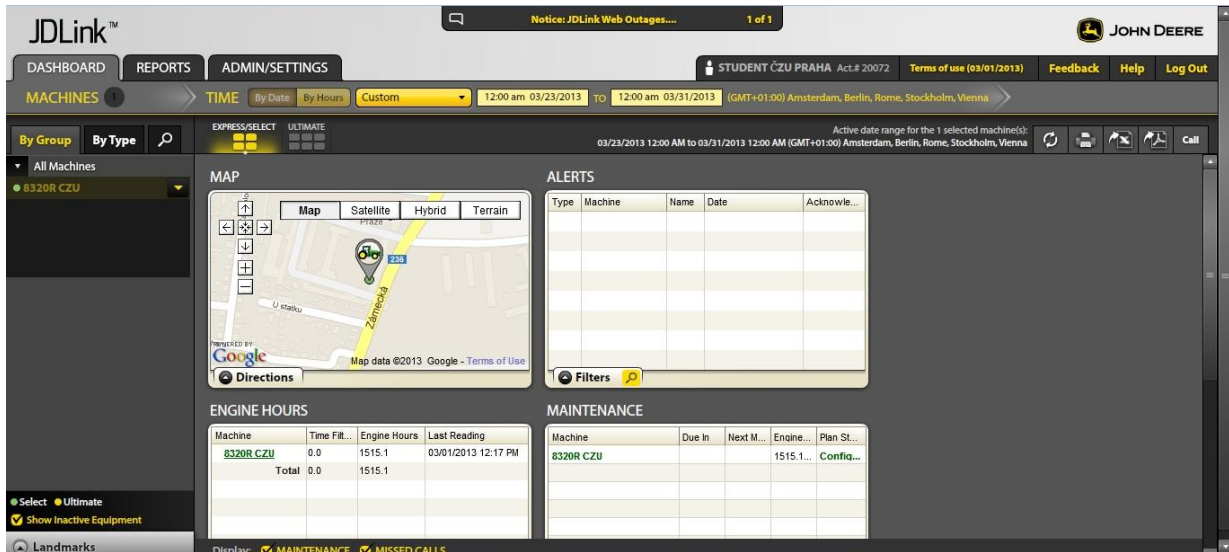 Notice: JDLink Web Outages.... 1 of 1
JDLink™
JOHN DEERE
DASHBOARD REPORTS ADMIN/SETTINGS
STUDENT ČZU PRAHA Act.# 20072 Terms of use (03/01/2013) Feedback Help Log Out
MACHINES 1 TIME By Date By Hours Custom 12:00 am 03/23/2013 TO 12:00 am 03/31/2013 (GMT+01:00) Amsterdam, Berlin, Rome, Stockholm, Vienna
By Group By Type
EXPRESS/SELECT ULTIMATE
Active date range for the 1 selected machine(s):
03/23/2013 12:00 AM to 03/31/2013 12:00 AM (GMT+01:00) Amsterdam, Berlin, Rome, Stockholm, Vienna
Call
All Machines
8320R CZU
MAP
Map Satellite Hybrid Terrain
Praze
236
U statku
Zámecká
POWERED BY
Google
Map data ©2013 Google - Terms of Use
Directions
ALERTS
Type Machine Name Date Acknowle...
Filters
ENGINE HOURS
Machine Time Filt... Engine Hours Last Reading
8320R CZU 0.0 1515.1 03/01/2013 12:17 PM
Total 0.0 1515.1
MAINTENANCE
Machine Due In Next M... Engine... Plan St...
8320R CZU 1515.1... Config...
Select Ultimate
Show Inactive Equipment
Landmarks
Display: MAINTENANCE MISSED CALLS